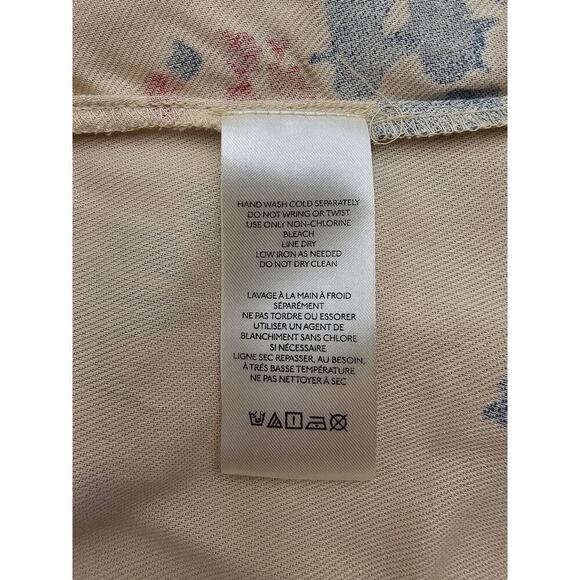 HAND WASH COLD SEPARATELY
DO NOT WRING OR TWIST
USE ONLY NON-CHLORINE
BLEACH
LINE DRY
LOW IRON AS NEEDED
DO NOT DRY CLEAN
LAVAGE À LA MAIN À FROID
SÉPARÉMENT
NE PAS TORDRE OU ESSORER
UTILISER UN AGENT DE
BLANCHIMENT SANS CHLORE
SI NÉCESSAIRE
LIGNE SEC REPASSER, AU BESOIN,
À TRÉS BASSE TEMPÉRATURE
NE PAS NETTOYER À SEC